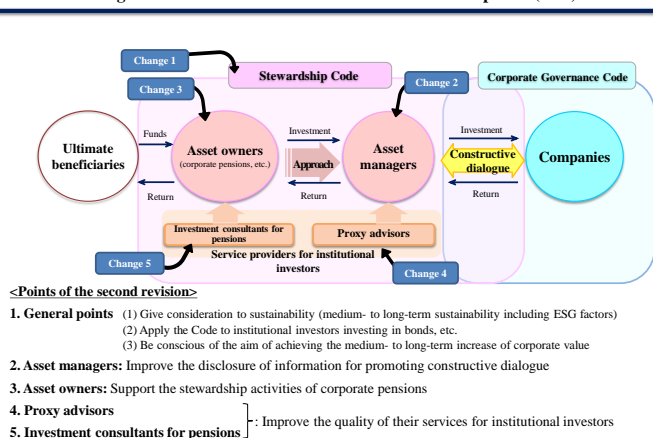 Change 1
Stewardship Code
Corporate Governance Code
Change 3
Change 2
Ultimate
beneficiaries
Funds
Return
Asset owners
(corporate pensions, etc.)
Investment
Approach
Return
Asset
managers
Investment
Constructive
dialogue
Return
Companies
Investment consultants for
pensions
Proxy advisors
Service providers for institutional
investors
Change 5
Change 4
<Points of the second revision>
1. General points (1) Give consideration to sustainability (medium- to long-term sustainability including ESG factors)
(2) Apply the Code to institutional investors investing in bonds, etc.
(3) Be conscious of the aim of achieving the medium- to long-term increase of corporate value
2. Asset managers: Improve the disclosure of information for promoting constructive dialogue
3. Asset owners: Support the stewardship activities of corporate pensions
4. Proxy advisors
: Improve the quality of their services for institutional investors
5. Investment consultants for pensions